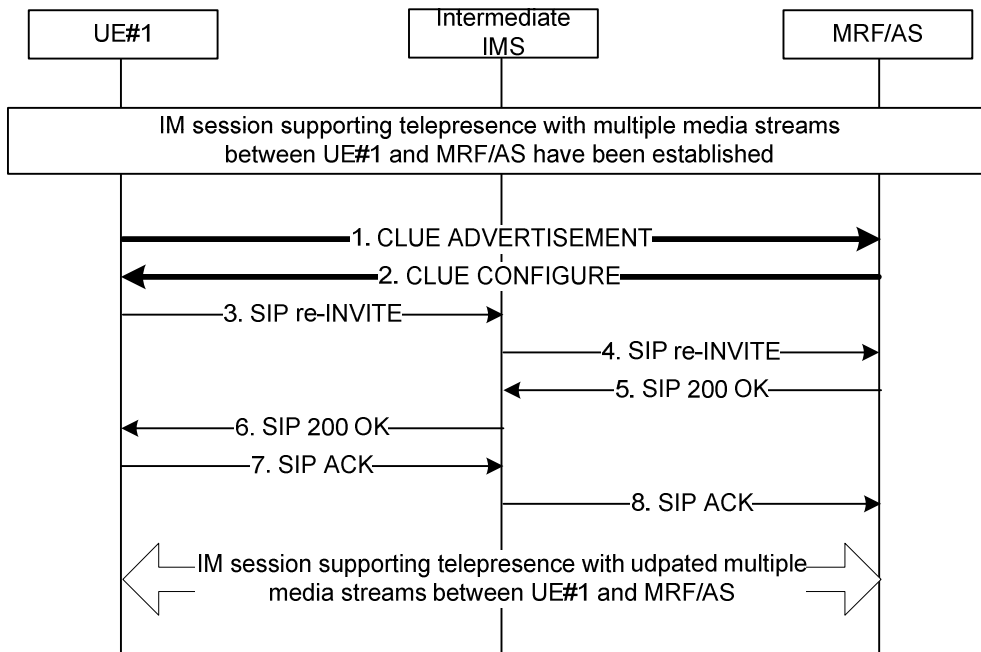 UE#1
Intermediate
IMS
MRF/AS
IM session supporting telepresence with multiple media streams
between UE#1 and MRF/AS have been established
1. CLUE ADVERTISEMENT
2. CLUE CONFIGURE
3. SIP re-INVITE
4. SIP re-INVITE
5. SIP 200 OK
6. SIP 200 OK
7. SIP ACK
8. SIP ACK
IM session supporting telepresence with udpated multiple
media streams between UE#1 and MRF/AS